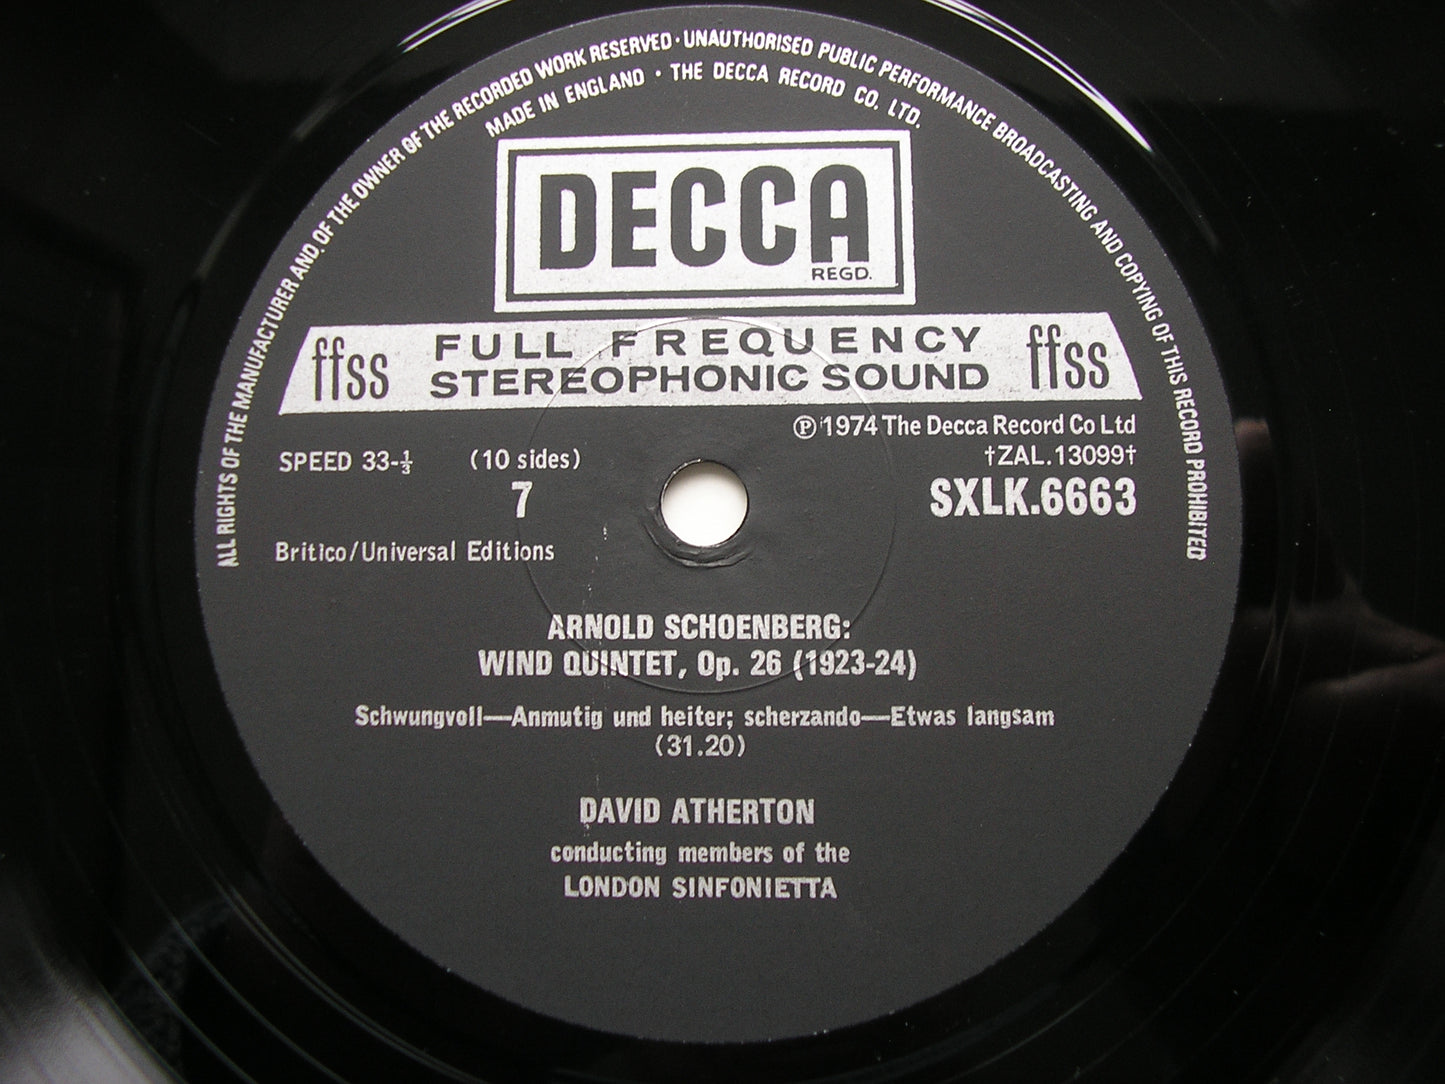 ALL RIGHTS OF THE MANUFACTURER AND OF THE OWNER OF THE RECORDED WORK RESERVED · UNAUTHORISED PUBLIC PERFORMANCE BROADCASTING AND COPYING OF THIS RECORD PROHIBITED
MADE IN ENGLAND · THE DECCA RECORD CO. LTD.
DECCA
REGD.
ffss FULL FREQUENCY ffss
STEREOPHONIC SOUND
Ⓟ 1974 The Decca Record Co Ltd
SPEED 33-⅓ (10 sides) †ZAL.13099†
7 SXLK.6663
Britico/Universal Editions
ARNOLD SCHOENBERG:
WIND QUINTET, Op. 26 (1923-24)
Schwungvoll—Anmutig und heiter; scherzando—Etwas langsam
(31.20)
DAVID ATHERTON
conducting members of the
LONDON SINFONIETTA